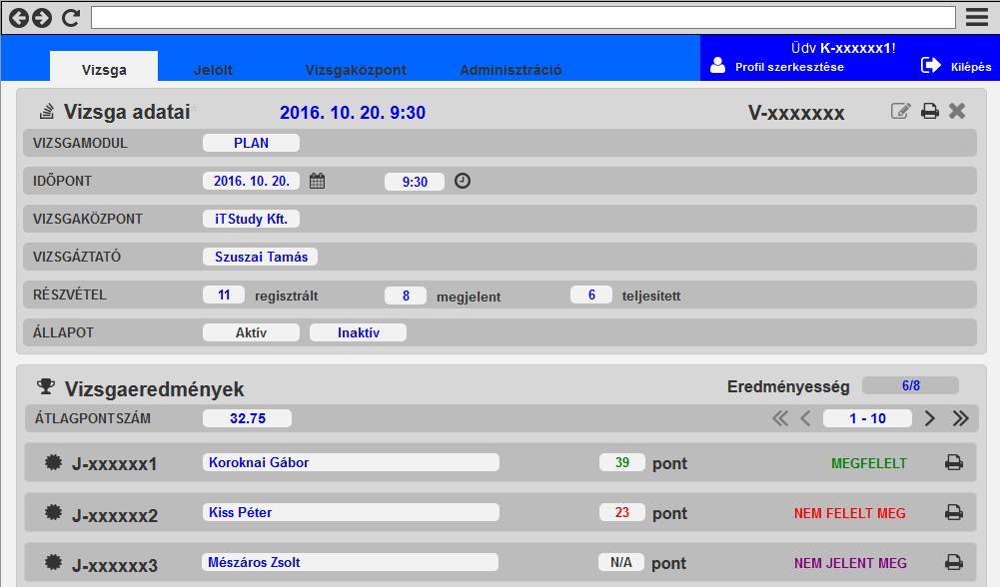 Üdv K-xxxxxx1!
Vizsga Jelölt Vizsgaközpont Adminisztráció Profil szerkesztése Kilépés
Vizsga adatai 2016. 10. 20. 9:30 V-xxxxxxx
VIZSGAMODUL PLAN
IDŐPONT 2016. 10. 20. 9:30
VIZSGAKÖZPONT iTStudy Kft.
VIZSGÁZTATÓ Szuszai Tamás
RÉSZVÉTEL 11 regisztrált 8 megjelent 6 teljesített
ÁLLAPOT Aktív Inaktív
Vizsgaeredmények Eredményesség 6/8
ÁTLAGPONTSZÁM 32.75 1 - 10
J-xxxxxx1 Koroknai Gábor 39 pont MEGFELELT
J-xxxxxx2 Kiss Péter 23 pont NEM FELELT MEG
J-xxxxxx3 Mészáros Zsolt N/A pont NEM JELENT MEG